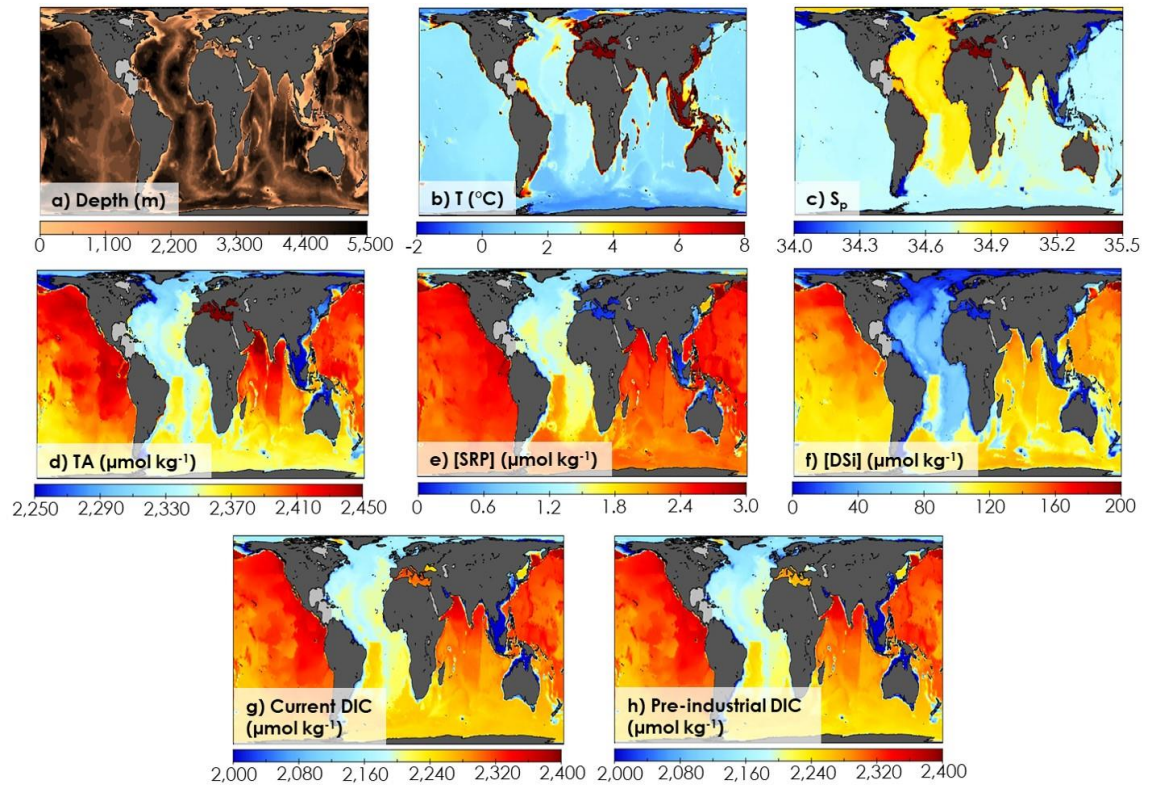 a) Depth (m)
0 1,100 2,200 3,300 4,400 5,500
b) T (°C)
-2 0 2 4 6 8
c) Sp
34.0 34.3 34.6 34.9 35.2 35.5
d) TA (µmol kg-1)
2,250 2,290 2,330 2,370 2,410 2,450
e) [SRP] (µmol kg-1)
0 0.6 1.2 1.8 2.4 3.0
f) [DSi] (µmol kg-1)
0 40 80 120 160 200
g) Current DIC
(µmol kg-1)
2,000 2,080 2,160 2,240 2,320 2,400
h) Pre-industrial DIC
(µmol kg-1)
2,000 2,080 2,160 2,240 2,320 2,400